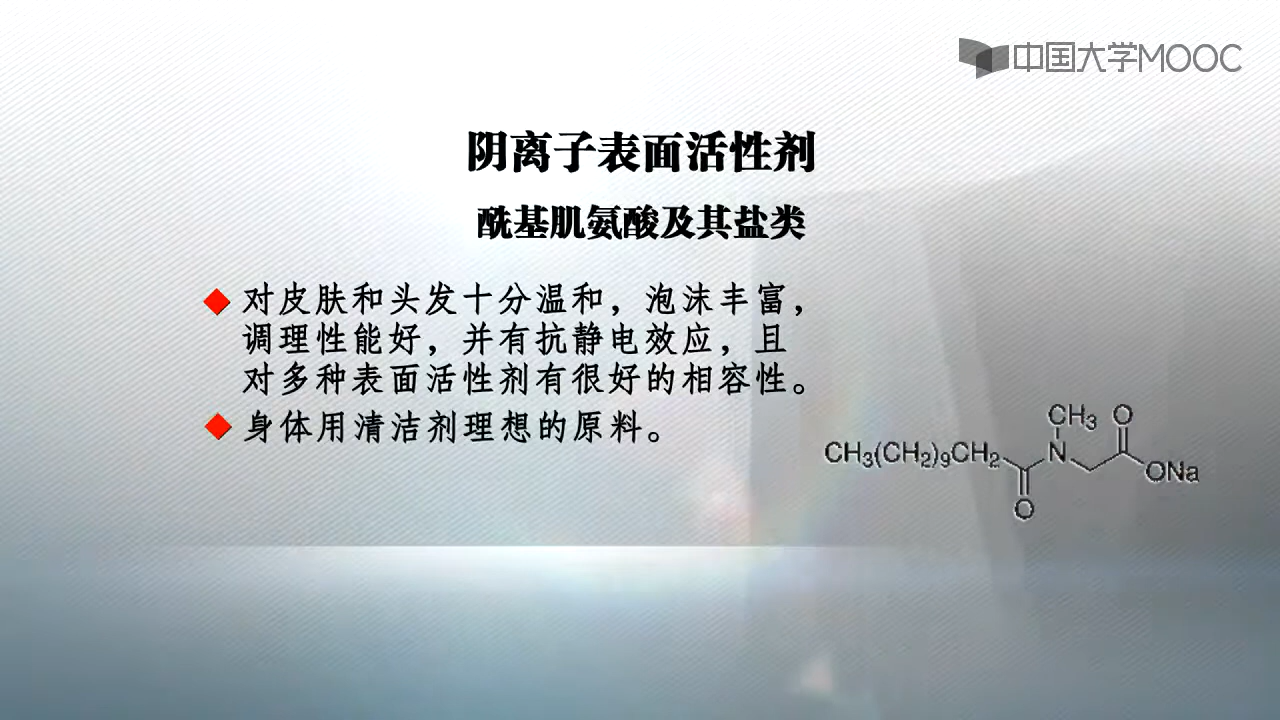 中国大学MOOC
阴离子表面活性剂
酰基肌氨酸及其盐类
对皮肤和头发十分温和，泡沫丰富，
调理性能好，并有抗静电效应，且
对多种表面活性剂有很好的相容性。
身体用清洁剂理想的原料。
CH3 O
CH3(CH2)9CH2 N ONa
O